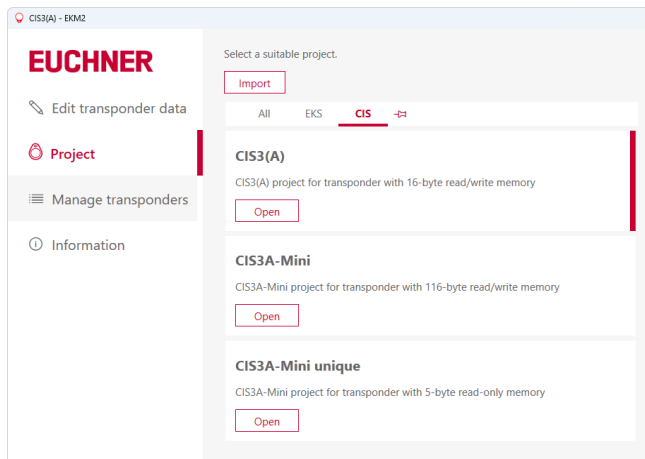 CIS3(A) - EKM2
EUCHNER
Edit transponder data
Project
Manage transponders
Information
Select a suitable project.
Import
All EKS CIS
CIS3(A)
CIS3(A) project for transponder with 16-byte read/write memory
Open
CIS3A-Mini
CIS3A-Mini project for transponder with 116-byte read/write memory
Open
CIS3A-Mini unique
CIS3A-Mini project for transponder with 5-byte read-only memory
Open